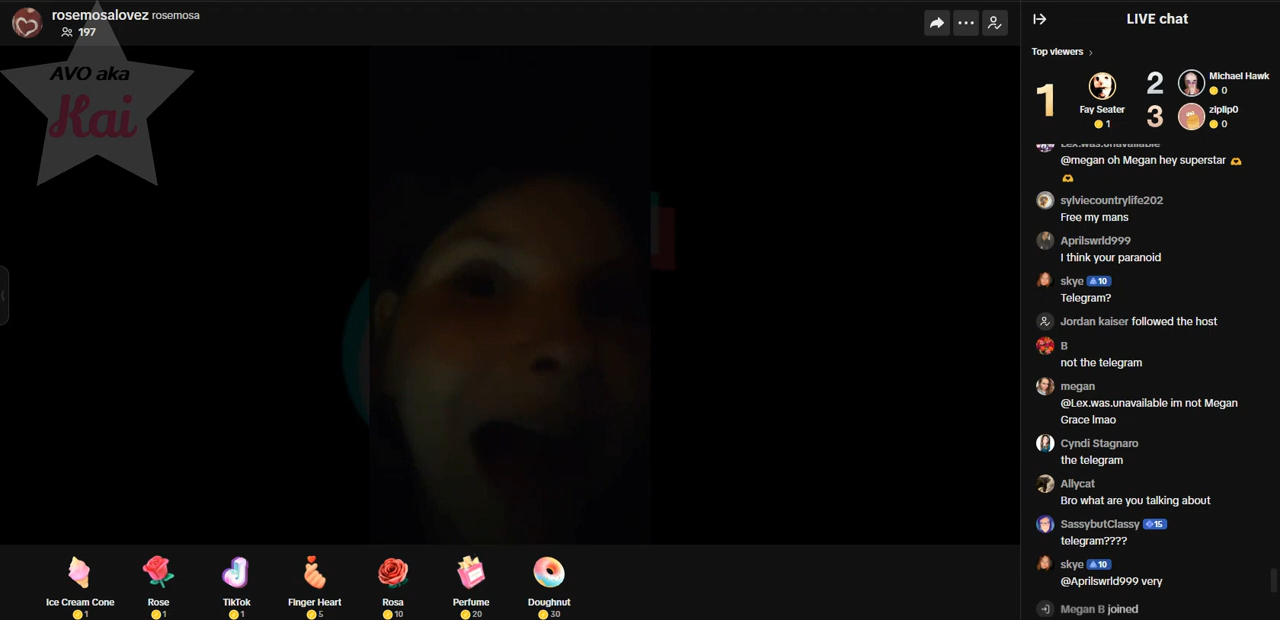 rosemosalovez rosemosa
197
AVO aka
Kai
LIVE chat
Top viewers
1
Fay Seater
1
2
Michael Hawk
0
3
ziplip0
0
Lex.was.unavailable
@megan oh Megan hey superstar 🫶
🫶
sylviecountrylife202
Free my mans
Aprilswrld999
I think your paranoid
skye 10
Telegram?
Jordan kaiser followed the host
B
not the telegram
megan
@Lex.was.unavailable im not Megan
Grace lmao
Cyndi Stagnaro
the telegram
Allycat
Bro what are you talking about
SassybutClassy 15
telegram????
skye 10
@Aprilswrld999 very
Megan B joined
Ice Cream Cone
1
Rose
1
TikTok
1
Finger Heart
5
Rosa
10
Perfume
20
Doughnut
30